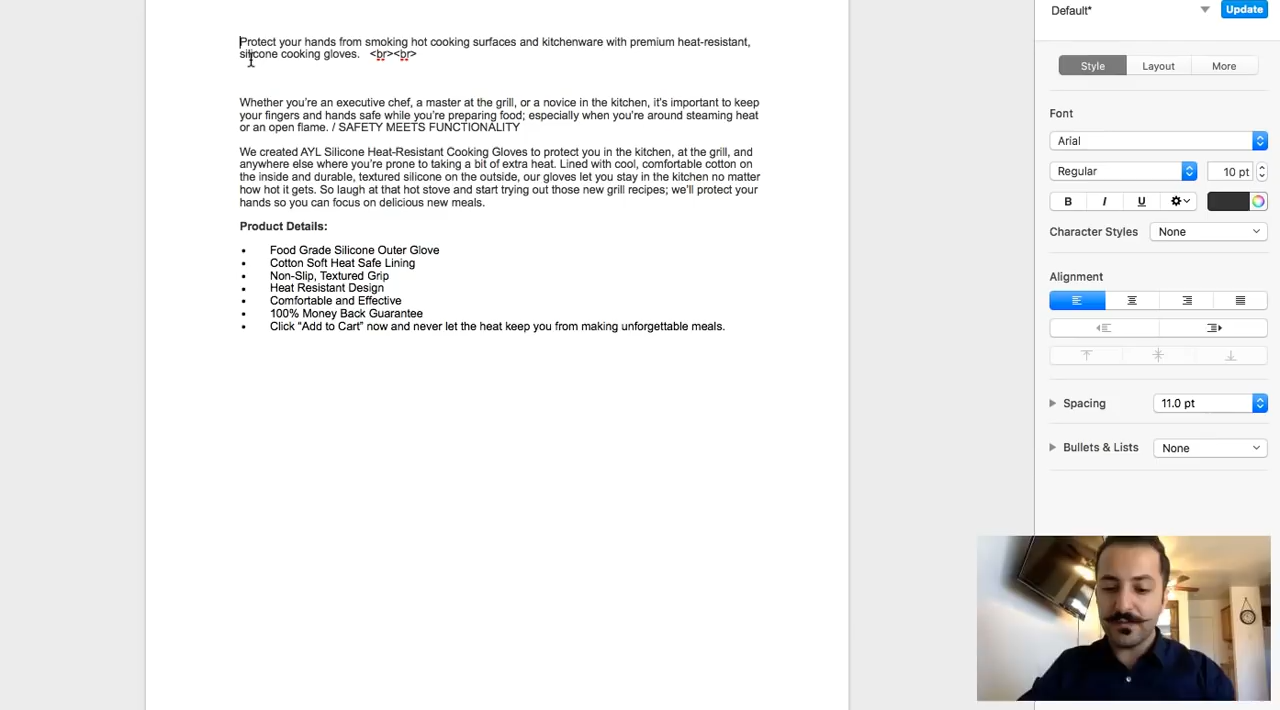 Default*
Update
Protect your hands from smoking hot cooking surfaces and kitchenware with premium heat-resistant,
silicone cooking gloves.   <br><br>
Whether you're an executive chef, a master at the grill, or a novice in the kitchen, it's important to keep
your fingers and hands safe while you're preparing food; especially when you're around steaming heat
or an open flame. / SAFETY MEETS FUNCTIONALITY
We created AYL Silicone Heat-Resistant Cooking Gloves to protect you in the kitchen, at the grill, and
anywhere else where you're prone to taking a bit of extra heat. Lined with cool, comfortable cotton on
the inside and durable, textured silicone on the outside, our gloves let you stay in the kitchen no matter
how hot it gets. So laugh at that hot stove and start trying out those new grill recipes; we'll protect your
hands so you can focus on delicious new meals.
Product Details:
• Food Grade Silicone Outer Glove
• Cotton Soft Heat Safe Lining
• Non-Slip, Textured Grip
• Heat Resistant Design
• Comfortable and Effective
• 100% Money Back Guarantee
• Click “Add to Cart” now and never let the heat keep you from making unforgettable meals.
Style Layout More
Font
Arial
Regular 10 pt
B I U
Character Styles None
Alignment
Spacing 11.0 pt
Bullets & Lists None